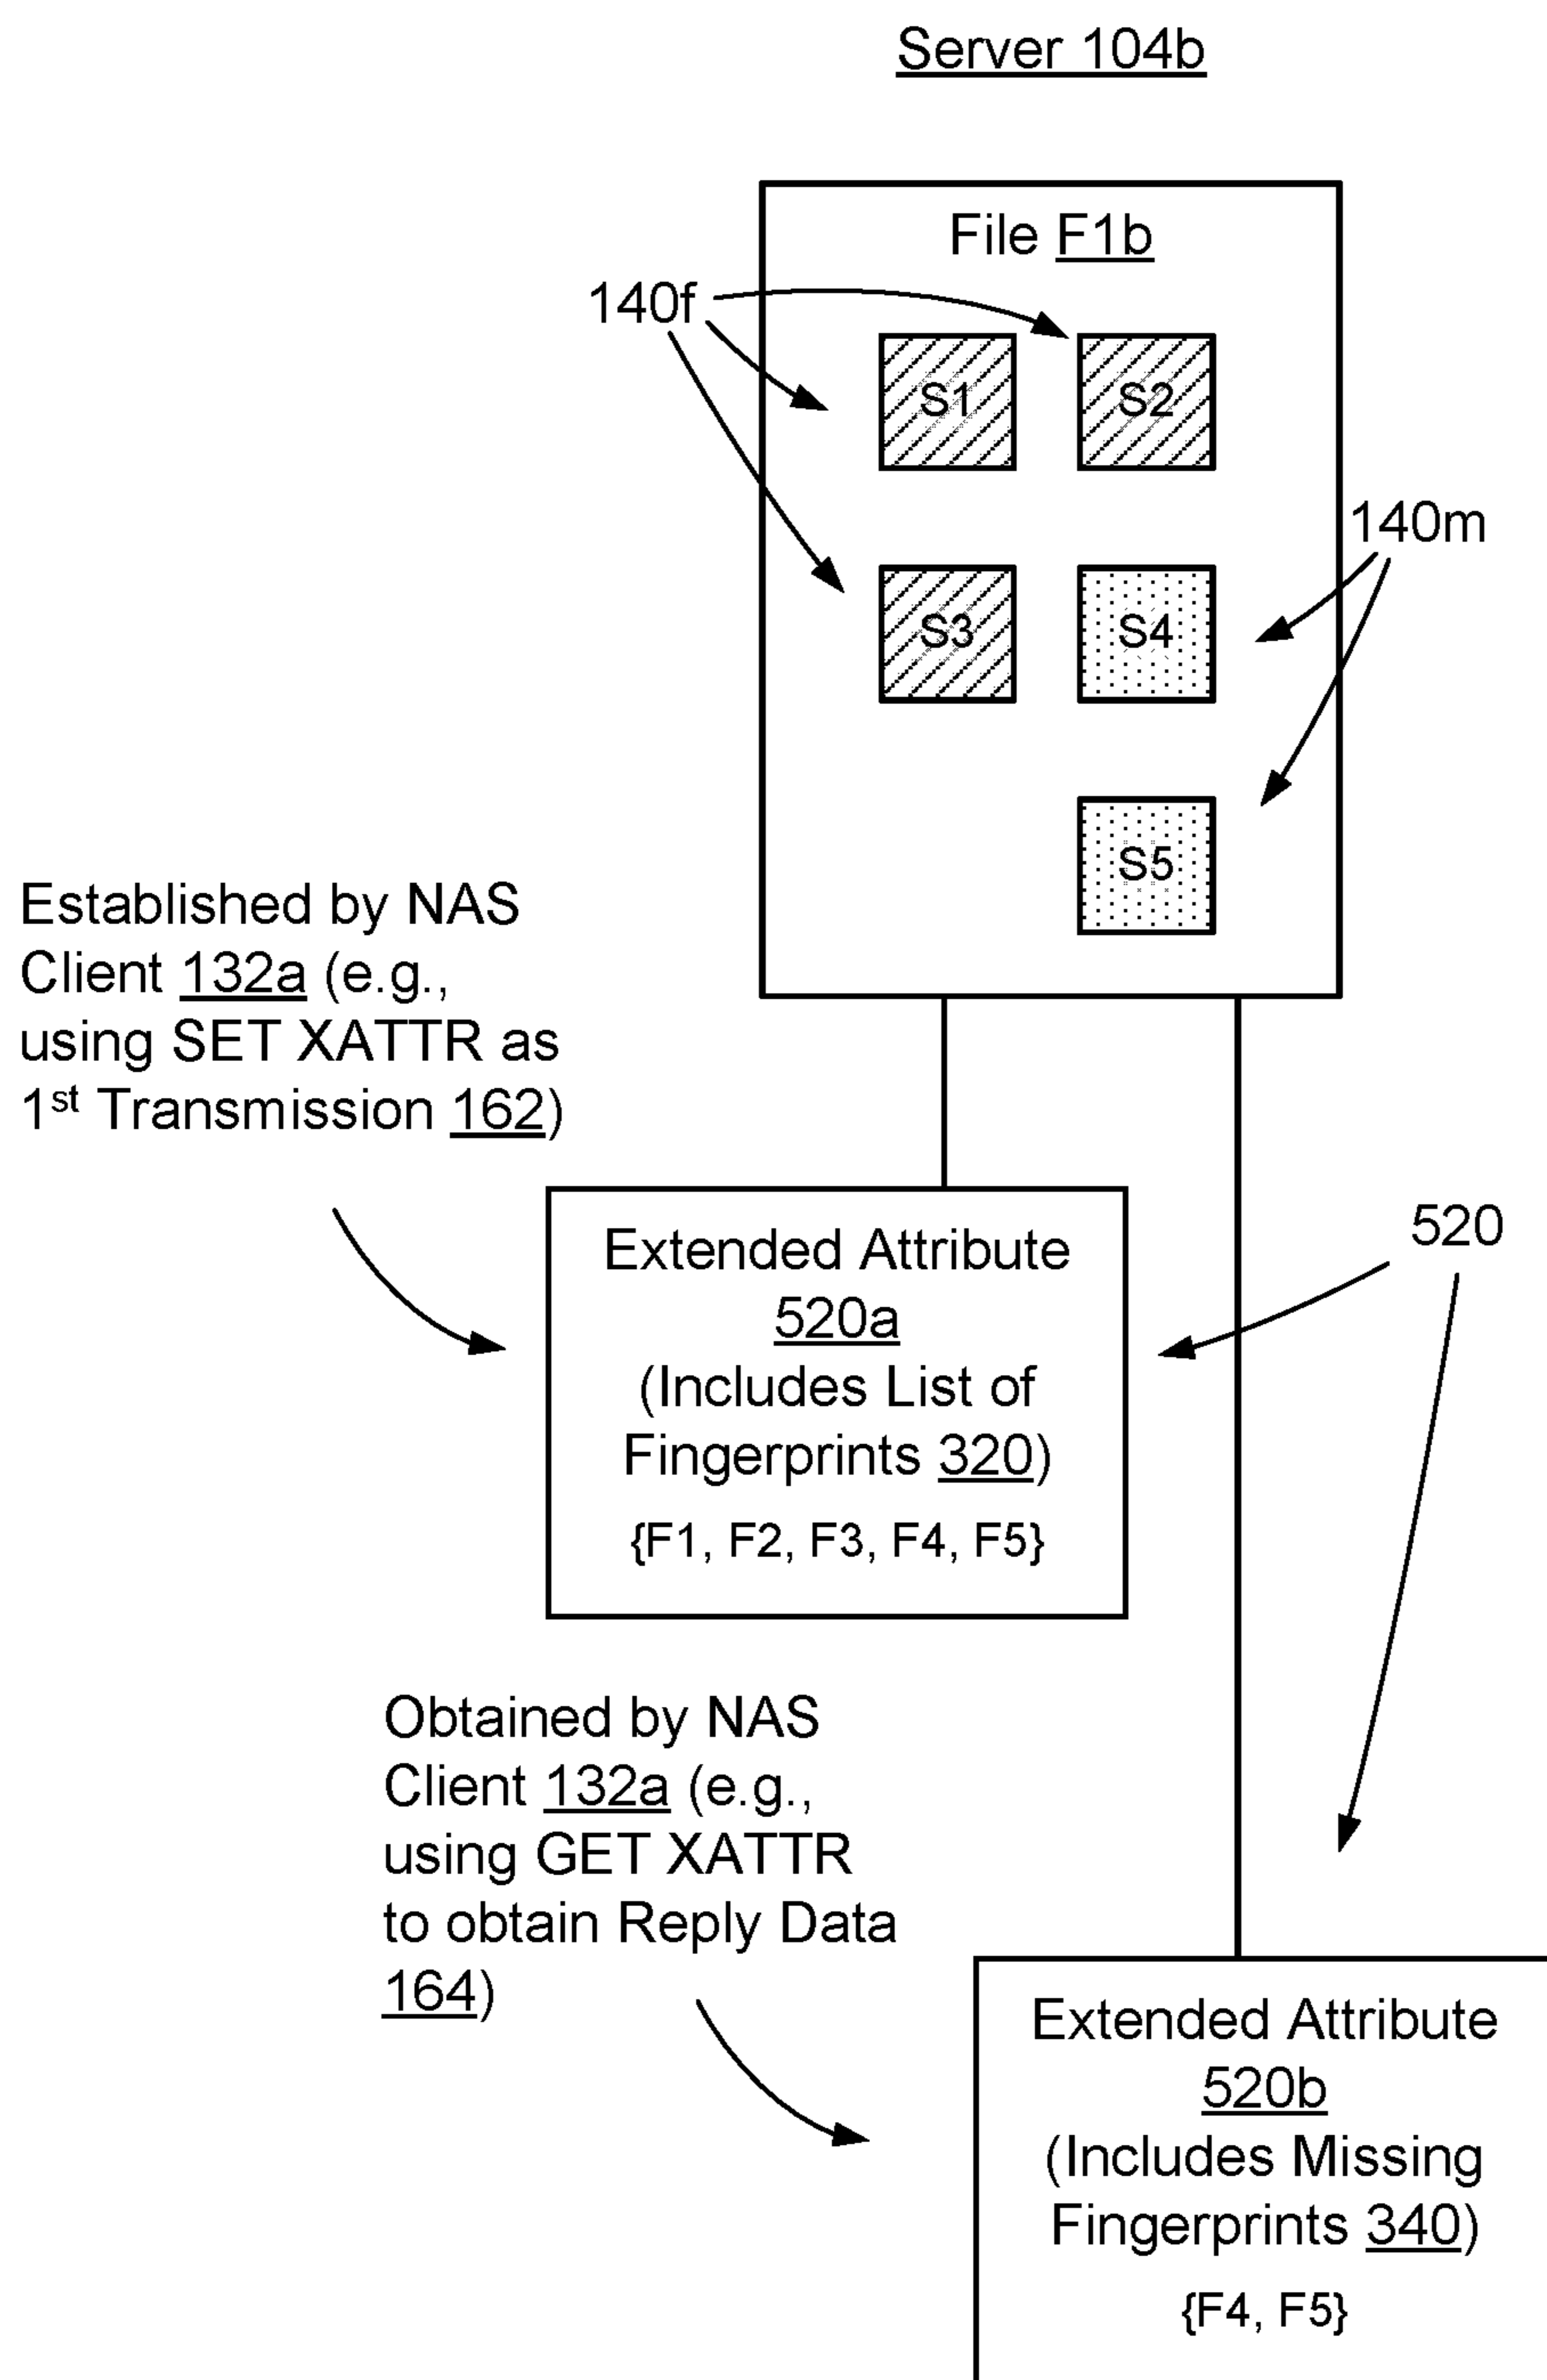 Server 104b
File F1b
140f
S1
S2
140m
S3
S4
S5
Established by NAS
Client 132a (e.g.,
using SET XATTR as
1st Transmission 162)
520
Extended Attribute
520a
(Includes List of
Fingerprints 320)
{F1, F2, F3, F4, F5}
Obtained by NAS
Client 132a (e.g.,
using GET XATTR
to obtain Reply Data
164)
Extended Attribute
520b
(Includes Missing
Fingerprints 340)
{F4, F5}